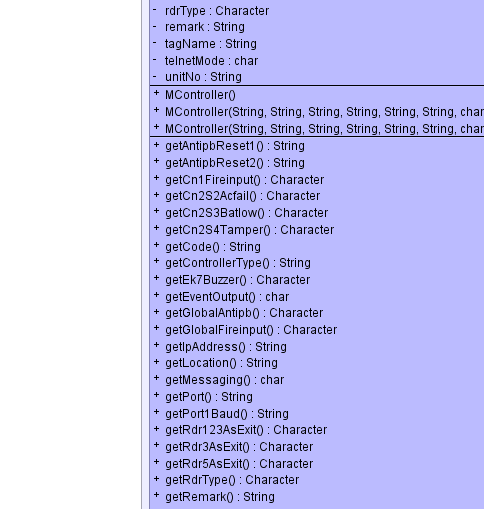 - rdrType : Character
- remark : String
- tagName : String
- telnetMode : char
- unitNo : String
+ MController()
+ MController(String, String, String, String, String, String, char
+ MController(String, String, String, String, String, String, char
+ getAntipbReset1() : String
+ getAntipbReset2() : String
+ getCn1Fireinput() : Character
+ getCn2S2Acfail() : Character
+ getCn2S3Batlow() : Character
+ getCn2S4Tamper() : Character
+ getCode() : String
+ getControllerType() : String
+ getEk7Buzzer() : Character
+ getEventOutput() : char
+ getGlobalAntipb() : Character
+ getGlobalFireinput() : Character
+ getIpAddress() : String
+ getLocation() : String
+ getMessaging() : char
+ getPort() : String
+ getPort1Baud() : String
+ getRdr123AsExit() : Character
+ getRdr3AsExit() : Character
+ getRdr5AsExit() : Character
+ getRdrType() : Character
+ getRemark() : String